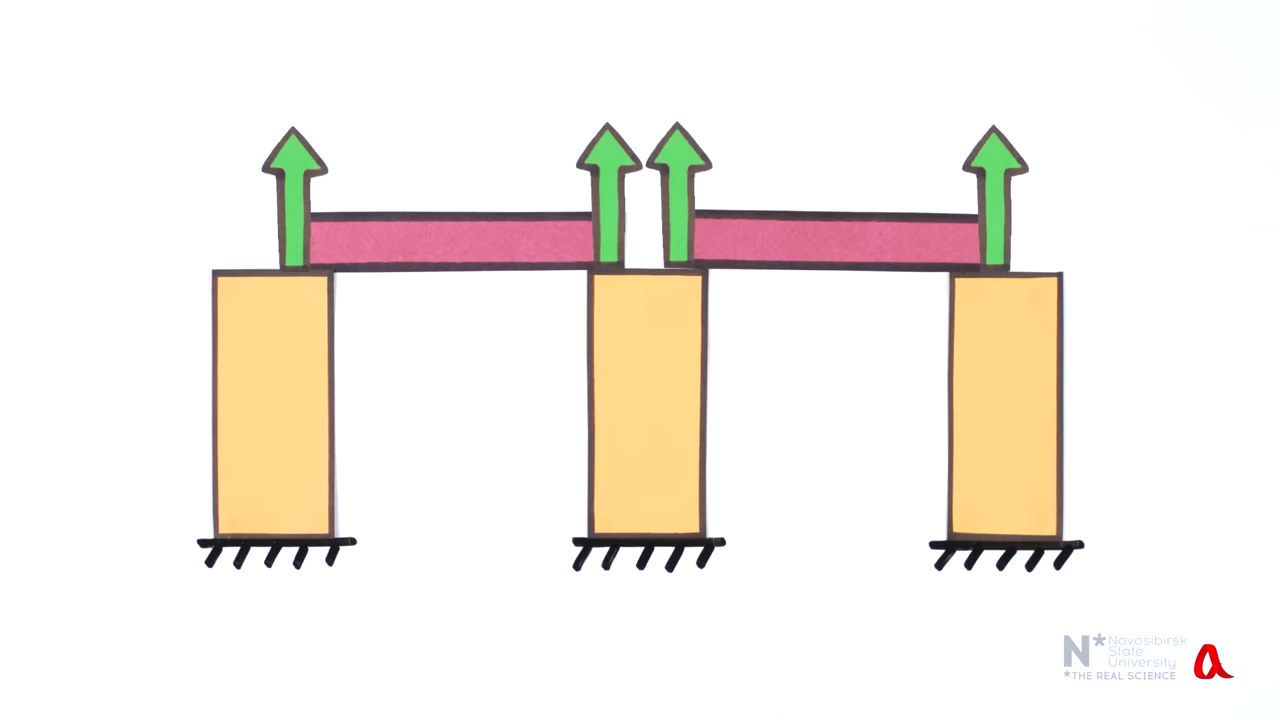 N*
Novosibirsk
State
University
*THE REAL SCIENCE
a